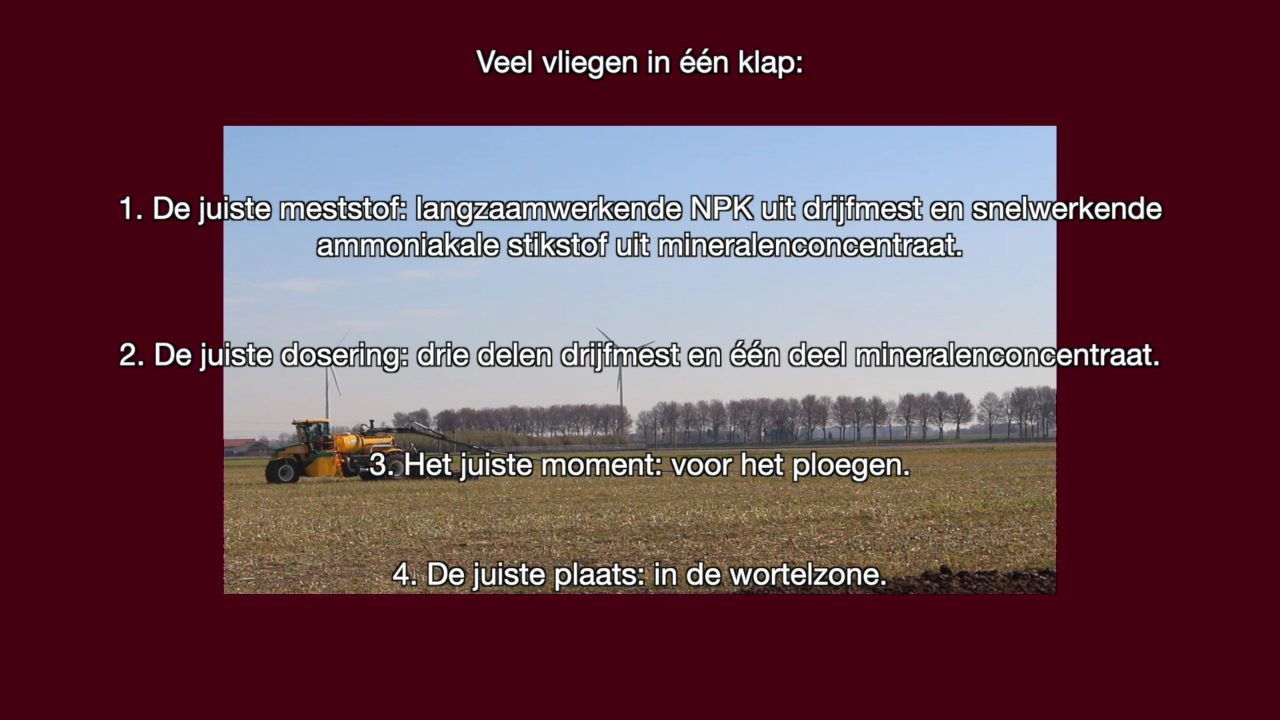 Veel vliegen in één klap:
1. De juiste meststof: langzaamwerkende NPK uit drijfmest en snelwerkende
ammoniakale stikstof uit mineralenconcentraat.
2. De juiste dosering: drie delen drijfmest en één deel mineralenconcentraat.
3. Het juiste moment: voor het ploegen.
4. De juiste plaats: in de wortelzone.